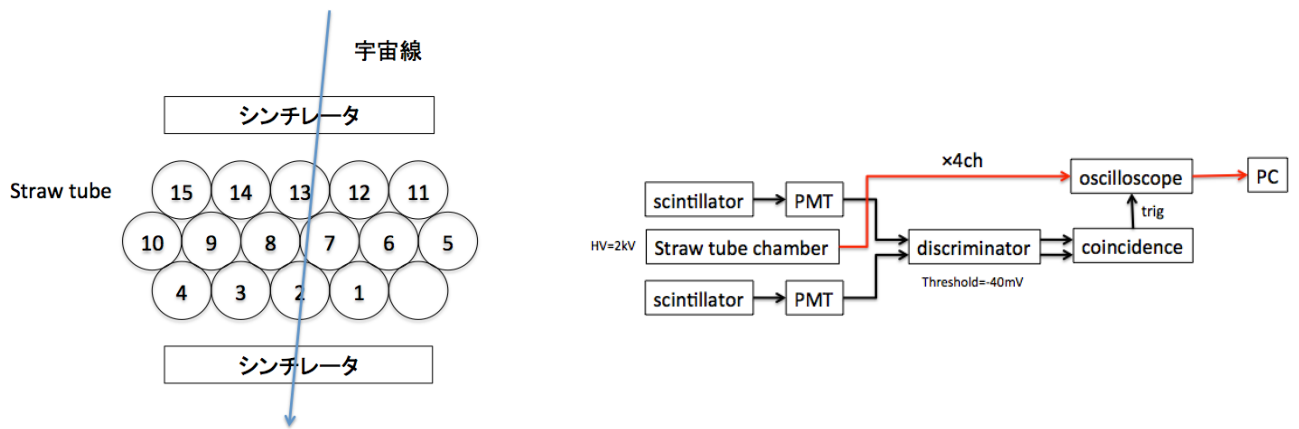 宇宙線
シンチレータ
Straw tube
15 14 13 12 11
10 9 8 7 6 5
4 3 2 1
シンチレータ
×4ch
oscilloscope
PC
scintillator
PMT
trig
HV=2kV
Straw tube chamber
discriminator
coincidence
Threshold=-40mV
scintillator
PMT